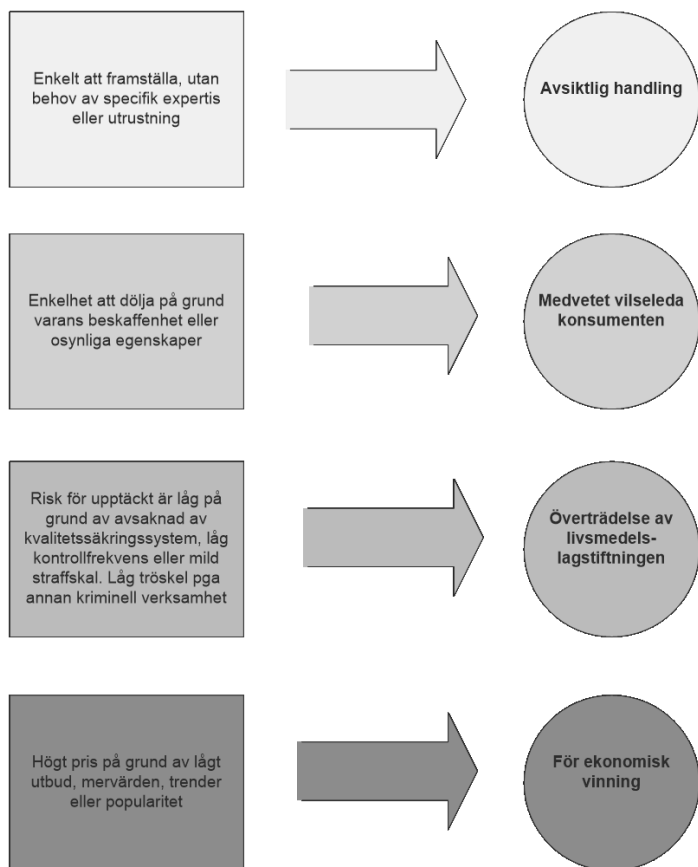 Enkelt att framställa, utan
behov av specifik expertis
eller utrustning
Avsiktlig handling
Enkelhet att dölja på grund
varans beskaffenhet eller
osynliga egenskaper
Medvetet vilseleda
konsumenten
Risk för upptäckt är låg på
grund av avsaknad av
kvalitetssäkringssystem, låg
kontrollfrekvens eller mild
straffskal. Låg tröskel pga
annan kriminell verksamhet
Överträdelse av
livsmedels-
lagstiftningen
Högt pris på grund av lågt
utbud, mervärden, trender
eller popularitet
För ekonomisk
vinning